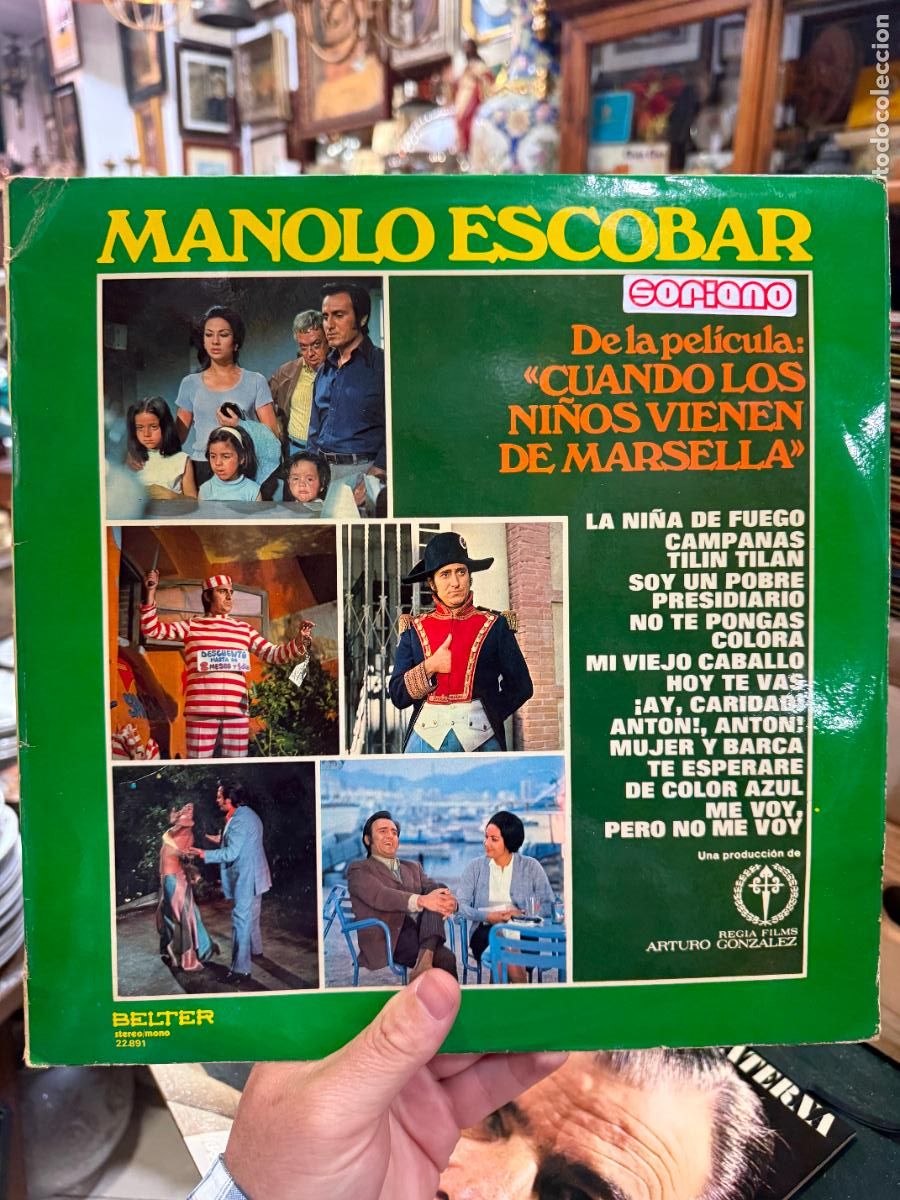 MANOLO ESCOBAR
soriano
De la película:
«CUANDO LOS
NIÑOS VIENEN
DE MARSELLA»
LA NIÑA DE FUEGO
CAMPANAS
TILIN TILAN
SOY UN POBRE
PRESIDIARIO
NO TE PONGAS
COLORA
MI VIEJO CABALLO
HOY TE VAS
¡AY, CARIDAD!
ANTON!, ANTON!
MUJER Y BARCA
TE ESPERARE
DE COLOR AZUL
ME VOY,
PERO NO ME VOY
Una producción de
REGIA FILMS
ARTURO GONZALEZ
DESCUENTO
HASTA DE
BELTER
stereo/mono
22.891
todocoleccion